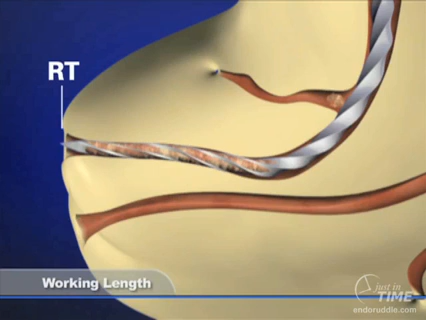 RT
Working Length
just in
TIME
endoruddle.com